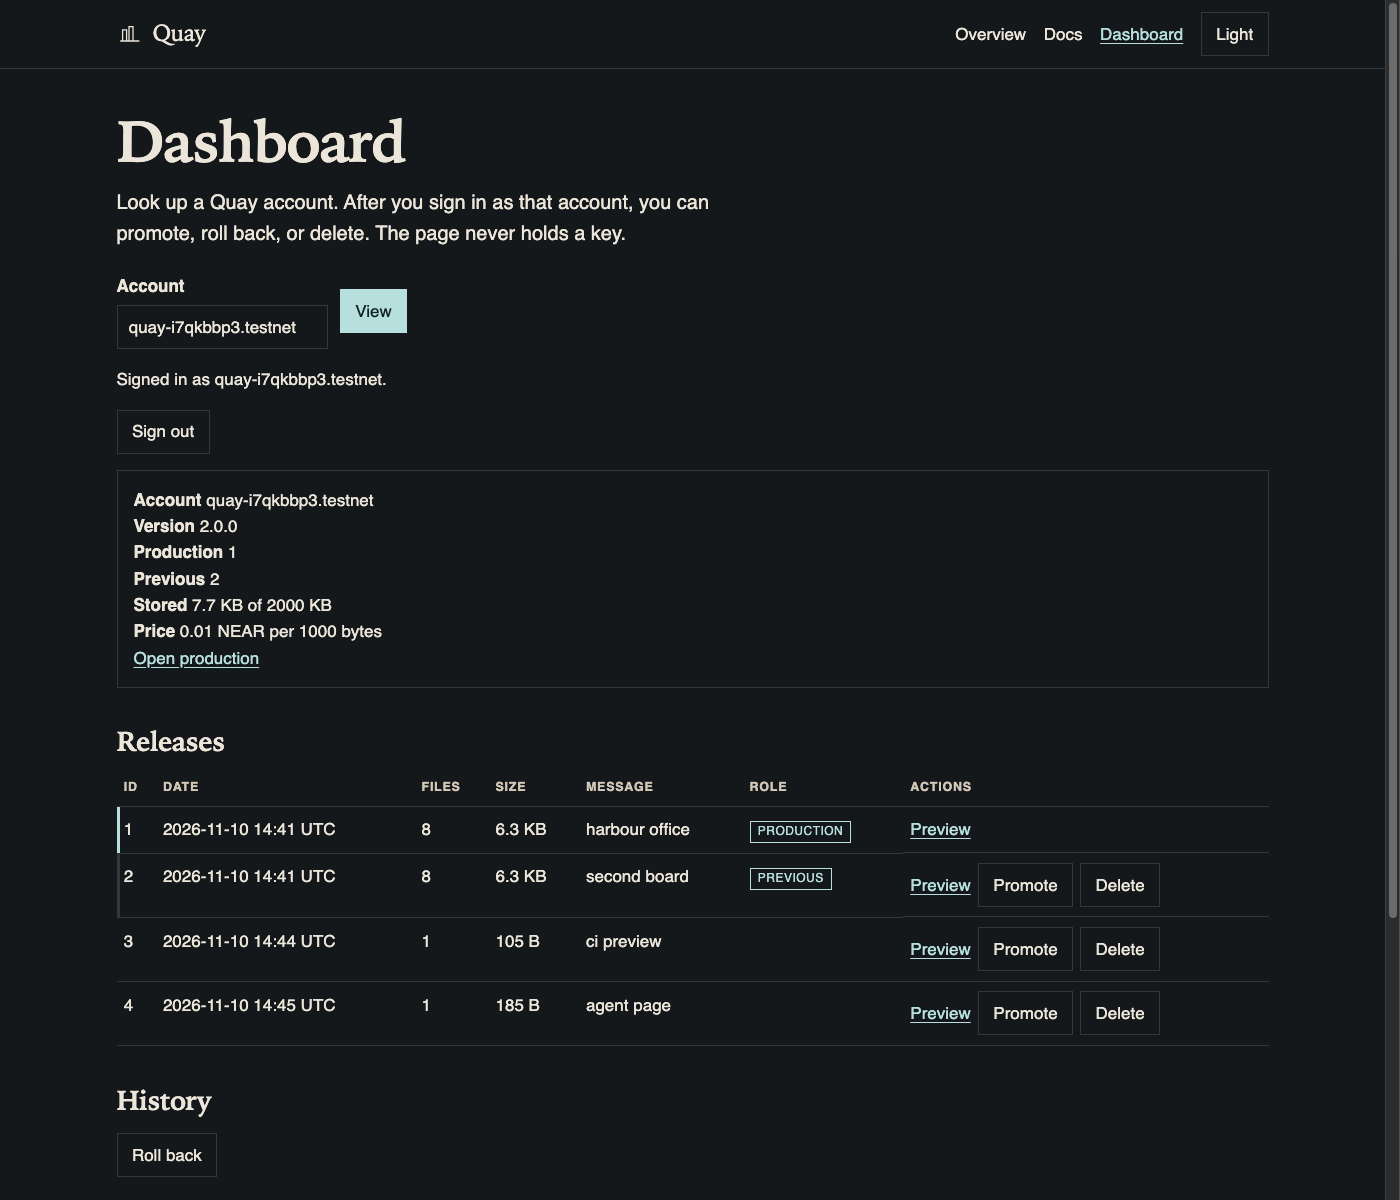 Quay
Overview Docs Dashboard Light
Dashboard
Look up a Quay account. After you sign in as that account, you can
promote, roll back, or delete. The page never holds a key.
Account
quay-i7qkbbp3.testnet View
Signed in as quay-i7qkbbp3.testnet.
Sign out
Account quay-i7qkbbp3.testnet
Version 2.0.0
Production 1
Previous 2
Stored 7.7 KB of 2000 KB
Price 0.01 NEAR per 1000 bytes
Open production
Releases
ID DATE FILES SIZE MESSAGE ROLE ACTIONS
1 2026-11-10 14:41 UTC 8 6.3 KB harbour office PRODUCTION Preview
2 2026-11-10 14:41 UTC 8 6.3 KB second board PREVIOUS Preview Promote Delete
3 2026-11-10 14:44 UTC 1 105 B ci preview Preview Promote Delete
4 2026-11-10 14:45 UTC 1 185 B agent page Preview Promote Delete
History
Roll back